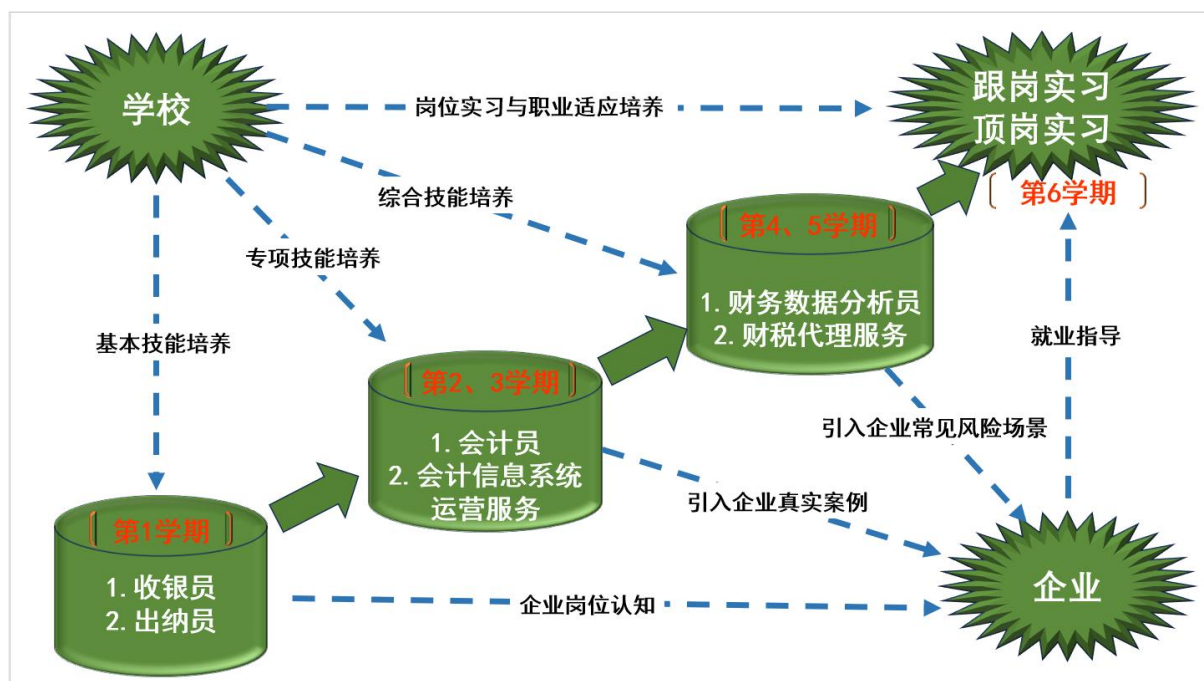 学校
跟岗实习
顶岗实习
第6学期
岗位实习与职业适应培养
综合技能培养
专项技能培养
基本技能培养
第4、5学期
1. 财务数据分析员
2. 财税代理服务
就业指导
第2、3学期
1. 会计员
2. 会计信息系统
运营服务
引入企业常见风险场景
引入企业真实案例
第1学期
1. 收银员
2. 出纳员
企业岗位认知
企业